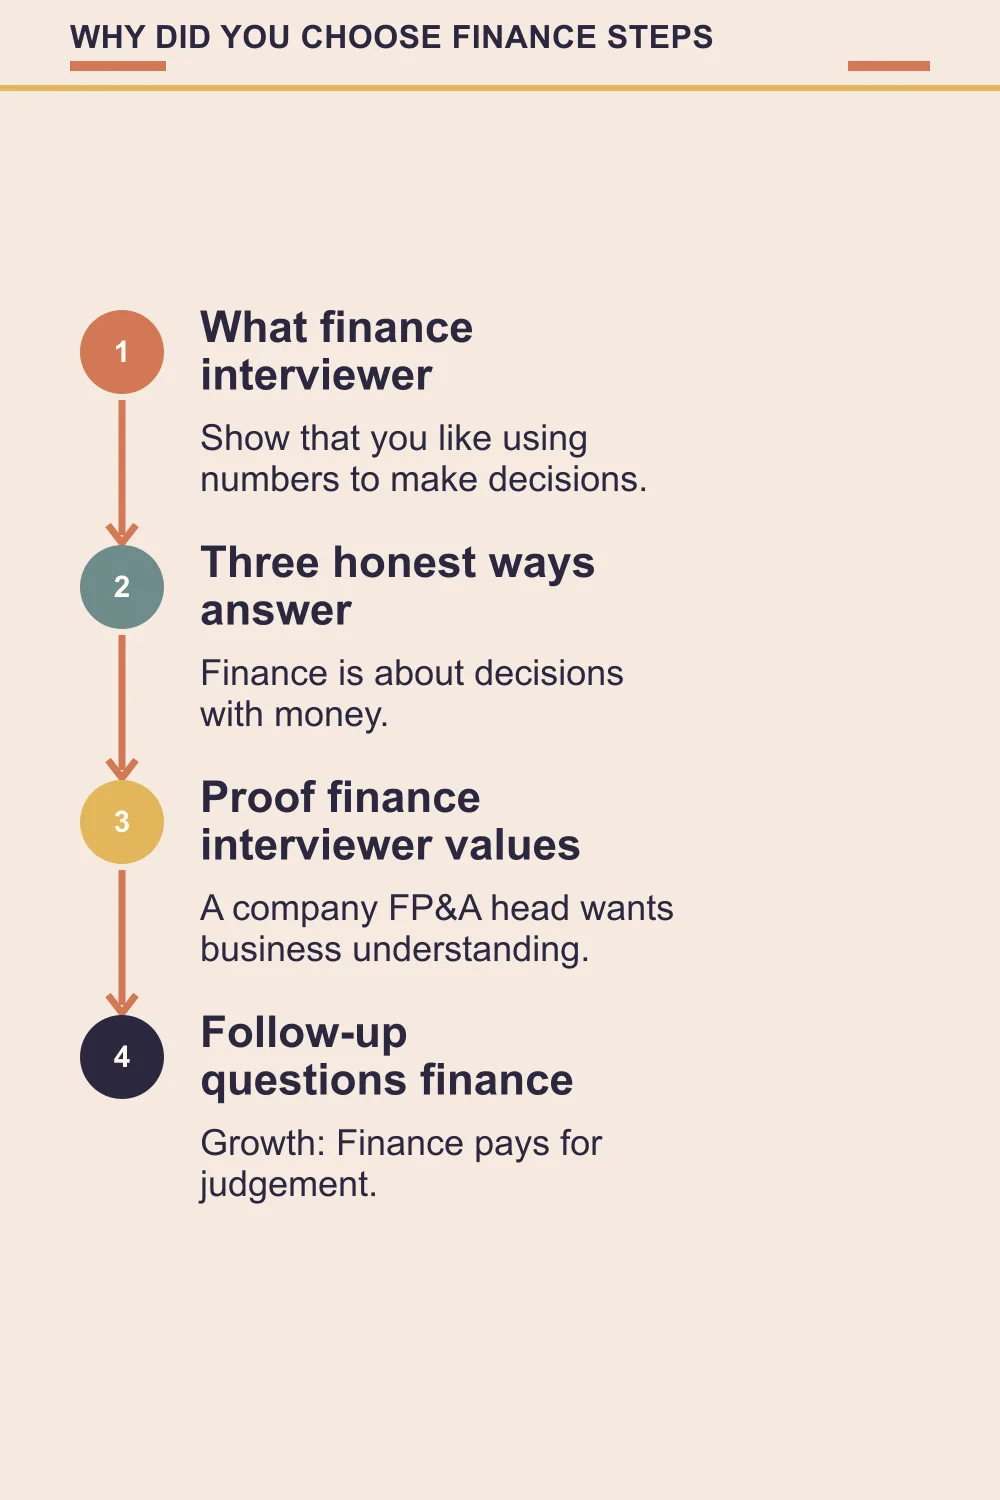 WHY DID YOU CHOOSE FINANCE STEPS
1
What finance
interviewer
Show that you like using
numbers to make decisions.
2
Three honest ways
answer
Finance is about decisions
with money.
3
Proof finance
interviewer values
A company FP&A head wants
business understanding.
4
Follow-up
questions finance
Growth: Finance pays for
judgement.